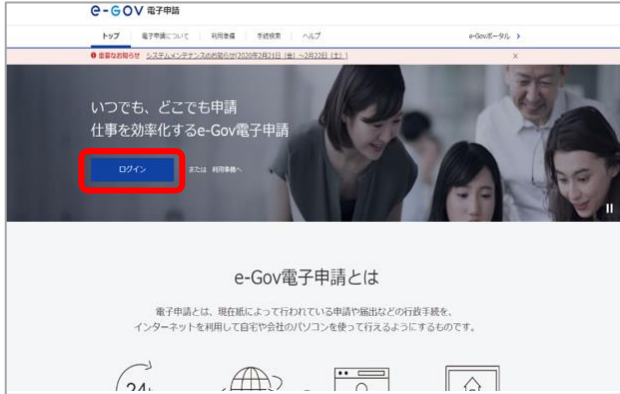 e-GOV 電子申請
トップ 電子申請について 利用準備 手続検索 ヘルプ e-Govポータル
重要なお知らせ システムメンテナンスのお知らせ(2020年2月21日（金）～2月22日（土）)
いつでも、どこでも申請
仕事を効率化するe-Gov電子申請
ログイン または 利用準備へ
e-Gov電子申請とは
電子申請とは、現在紙によって行われている申請や届出などの行政手続を、
インターネットを利用して自宅や会社のパソコンを使って行えるようにするものです。
24